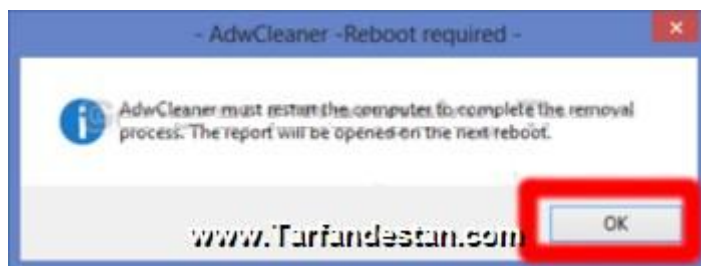 - AdwCleaner -Reboot required -
AdwCleaner must restart the computer to complete the removal
process. The report will be opened on the next reboot.
OK
www.Tarfandestan.com